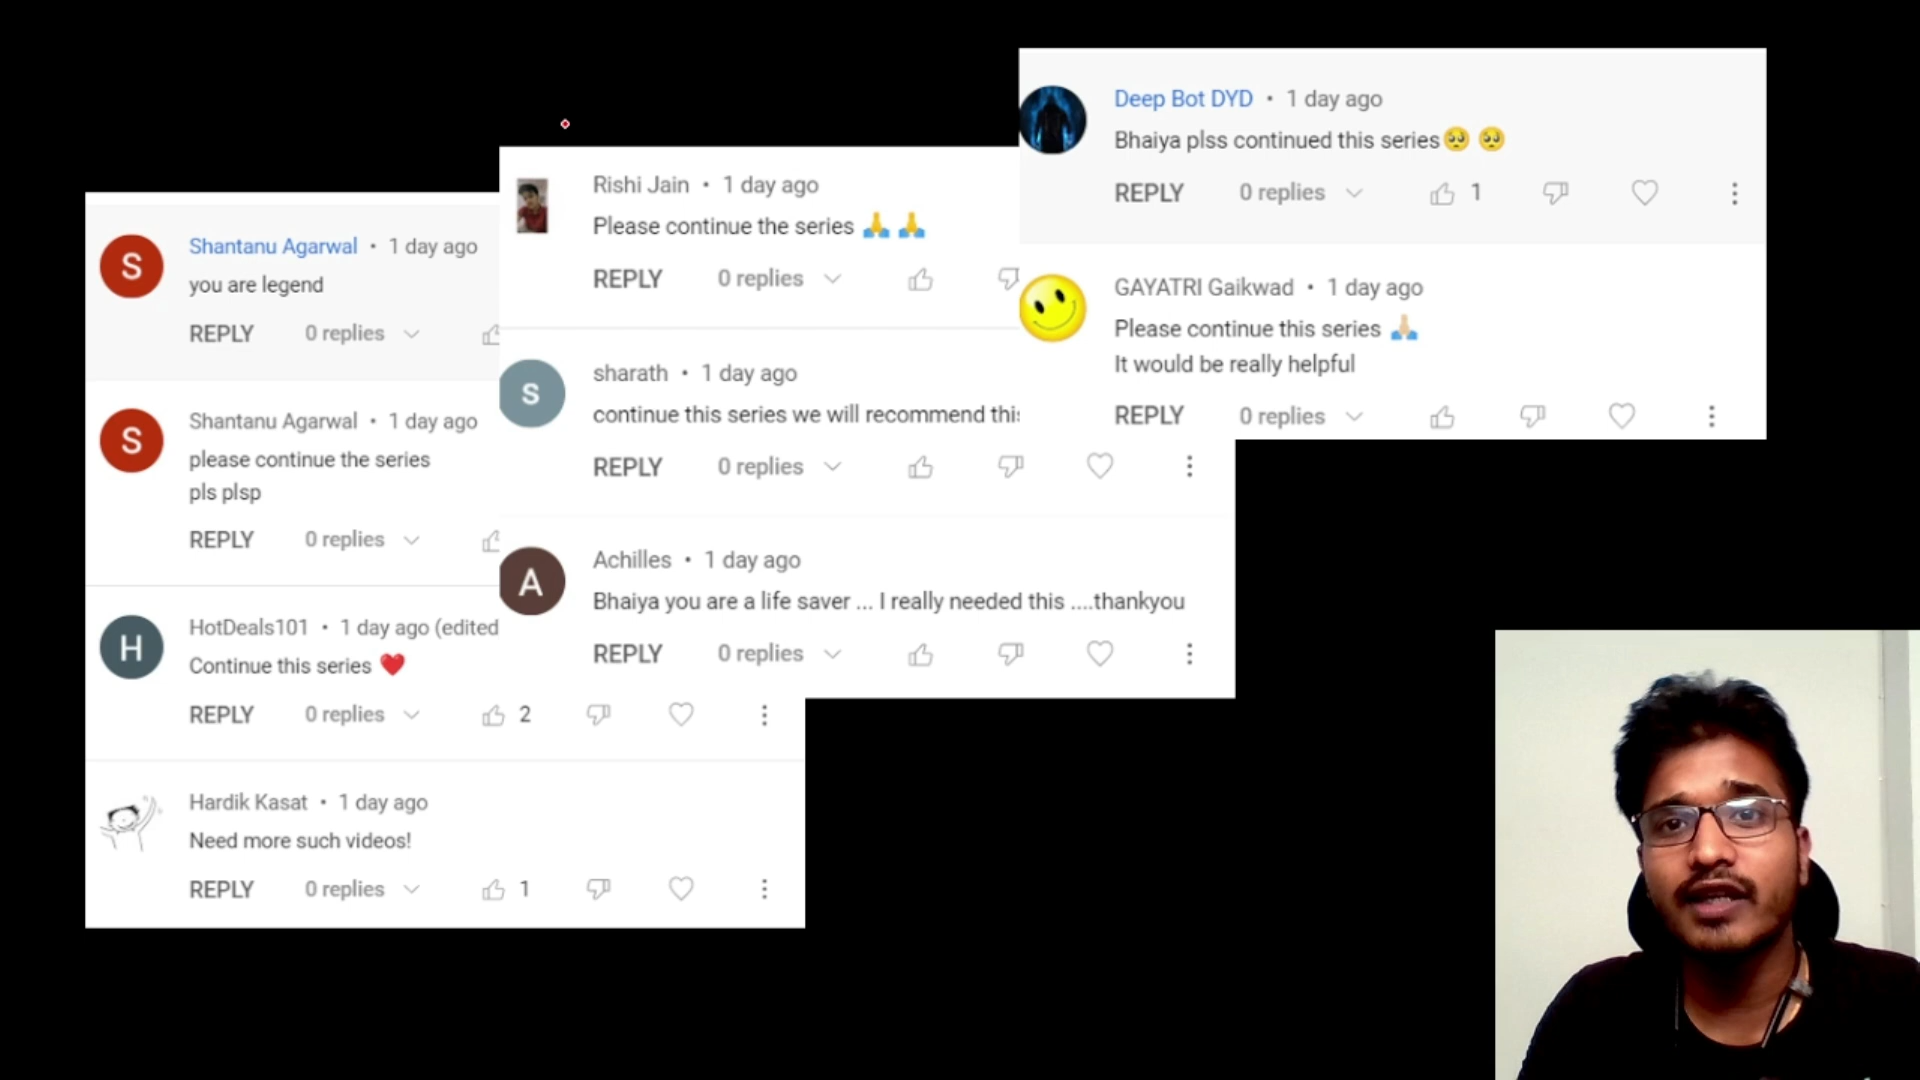 S
Shantanu Agarwal • 1 day ago
you are legend
REPLY 0 replies
S
Shantanu Agarwal • 1 day ago
please continue the series
pls plsp
REPLY 0 replies
H
HotDeals101 • 1 day ago (edited
Continue this series ❤️
REPLY 0 replies 2
Hardik Kasat • 1 day ago
Need more such videos!
REPLY 0 replies 1
Rishi Jain • 1 day ago
Please continue the series 🙏 🙏
REPLY 0 replies
S
sharath • 1 day ago
continue this series we will recommend this
REPLY 0 replies
A
Achilles • 1 day ago
Bhaiya you are a life saver ... I really needed this ....thankyou
REPLY 0 replies
Deep Bot DYD • 1 day ago
Bhaiya plss continued this series🥺 🥺
REPLY 0 replies 1
GAYATRI Gaikwad • 1 day ago
Please continue this series 🙏🏻
It would be really helpful
REPLY 0 replies